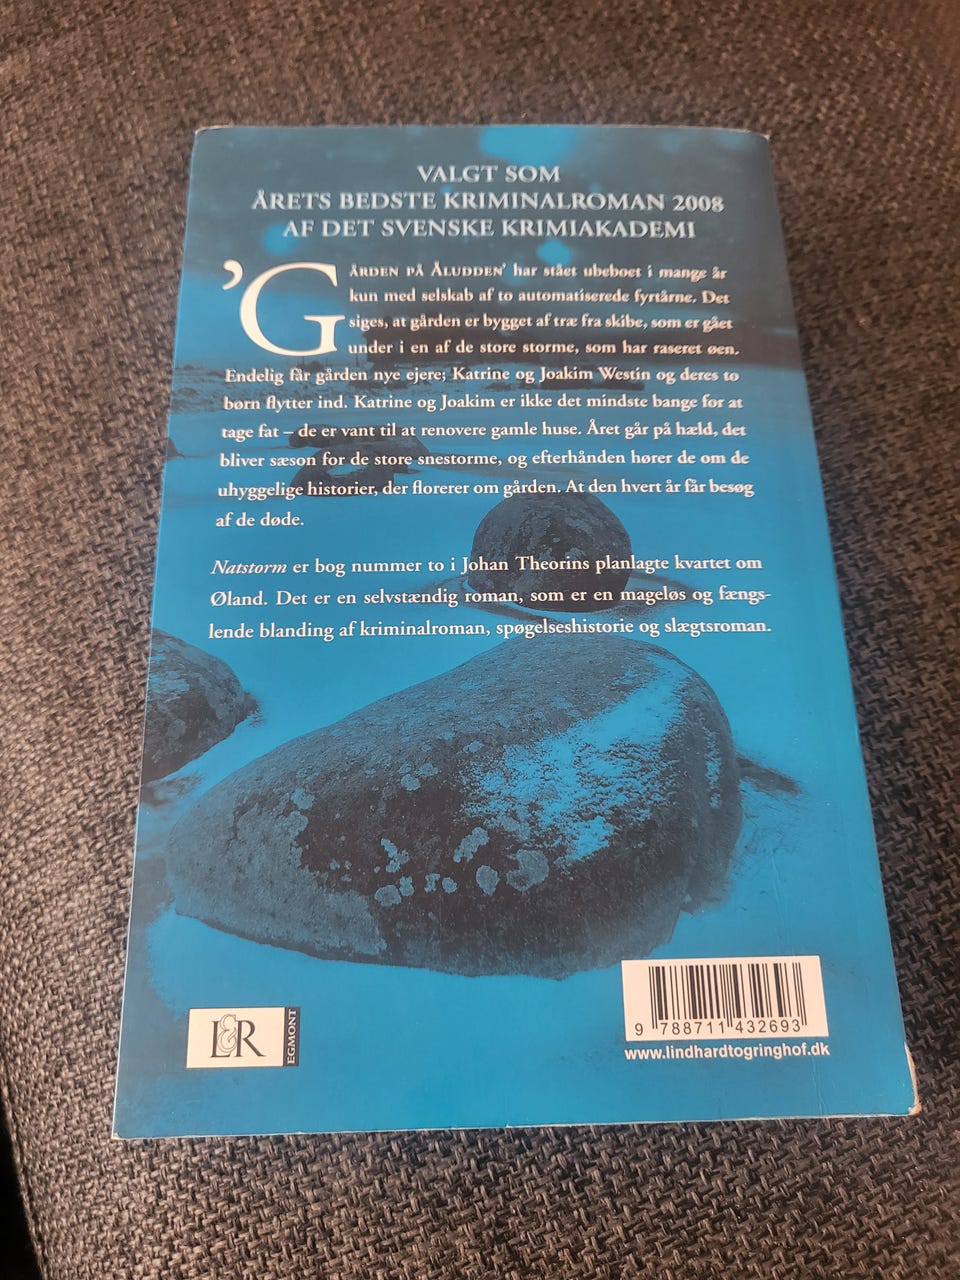 VALGT SOM
ÅRETS BEDSTE KRIMINALROMAN 2008
AF DET SVENSKE KRIMIAKADEMI
’GÅRDEN PÅ ÅLUDDEN’ har stået ubeboet i mange år
kun med selskab af to automatiserede fyrtårne. Det
siges, at gården er bygget af træ fra skibe, som er gået
under i en af de store storme, som har raseret øen.
Endelig får gården nye ejere; Katrine og Joakim Westin og deres to
børn flytter ind. Katrine og Joakim er ikke det mindste bange for at
tage fat – de er vant til at renovere gamle huse. Året går på hæld, det
bliver sæson for de store snestorme, og efterhånden hører de om de
uhyggelige historier, der florerer om gården. At den hvert år får besøg
af de døde.
Natstorm er bog nummer to i Johan Theorins planlagte kvartet om
Øland. Det er en selvstændig roman, som er en mageløs og fængs-
lende blanding af kriminalroman, spøgelseshistorie og slægtsroman.
L&R
EGMONT
9 788711 432693
www.lindhardtogringhof.dk